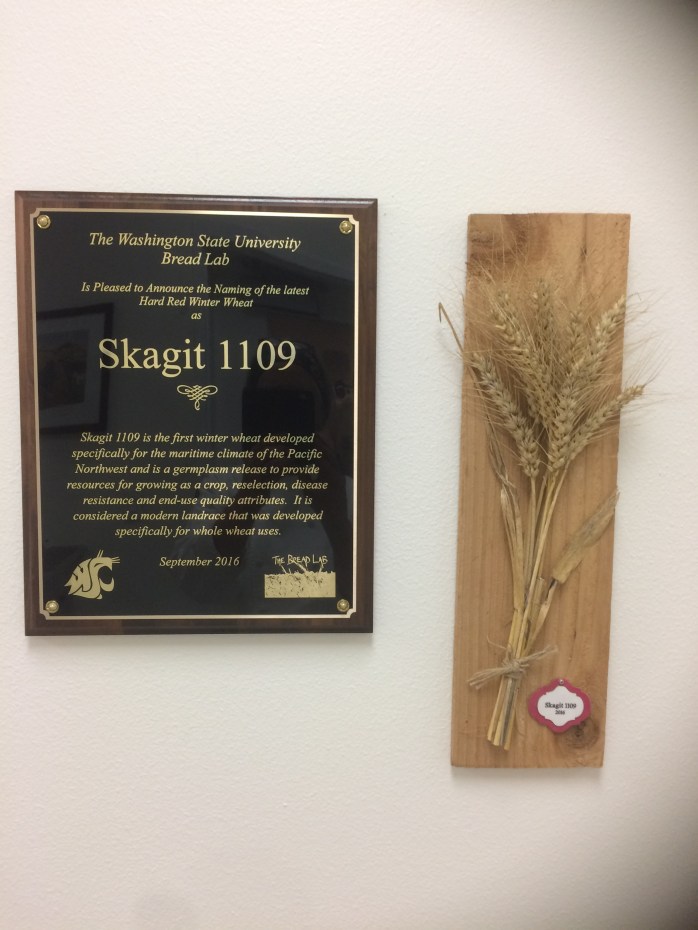 The Washington State University
Bread Lab
Is Pleased to Announce the Naming of the latest
Hard Red Winter Wheat
as
Skagit 1109
Skagit 1109 is the first winter wheat developed
specifically for the maritime climate of the Pacific
Northwest and is a germplasm release to provide
resources for growing as a crop, reselection, disease
resistance and end-use quality attributes. It is
considered a modern landrace that was developed
specifically for whole wheat uses.
September 2016
WSC
THE BREAD LAB
Skagit 1109
2016